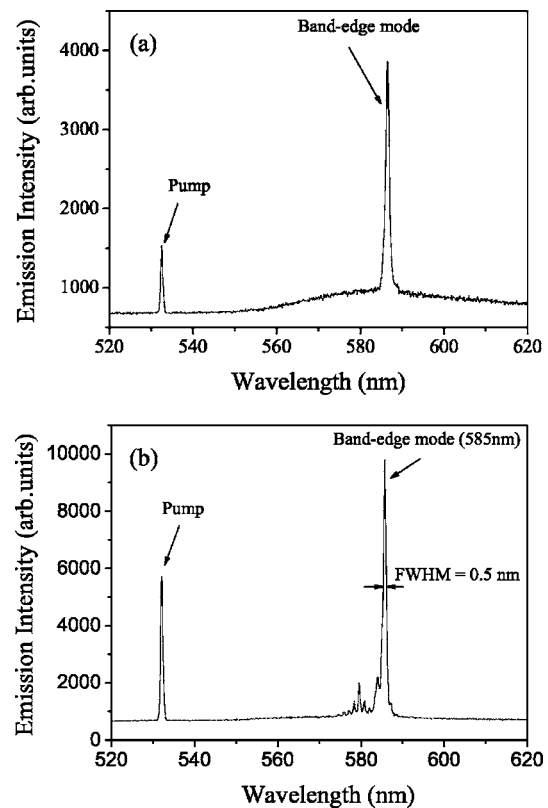 (a)
Band-edge mode
Pump
Emission Intensity (arb.units)
4000
3000
2000
1000
520 540 560 580 600 620
Wavelength (nm)
(b)
Band-edge mode (585nm)
Pump
FWHM = 0.5 nm
Emission Intensity (arb.units)
10000
8000
6000
4000
2000
0
520 540 560 580 600 620
Wavelength (nm)